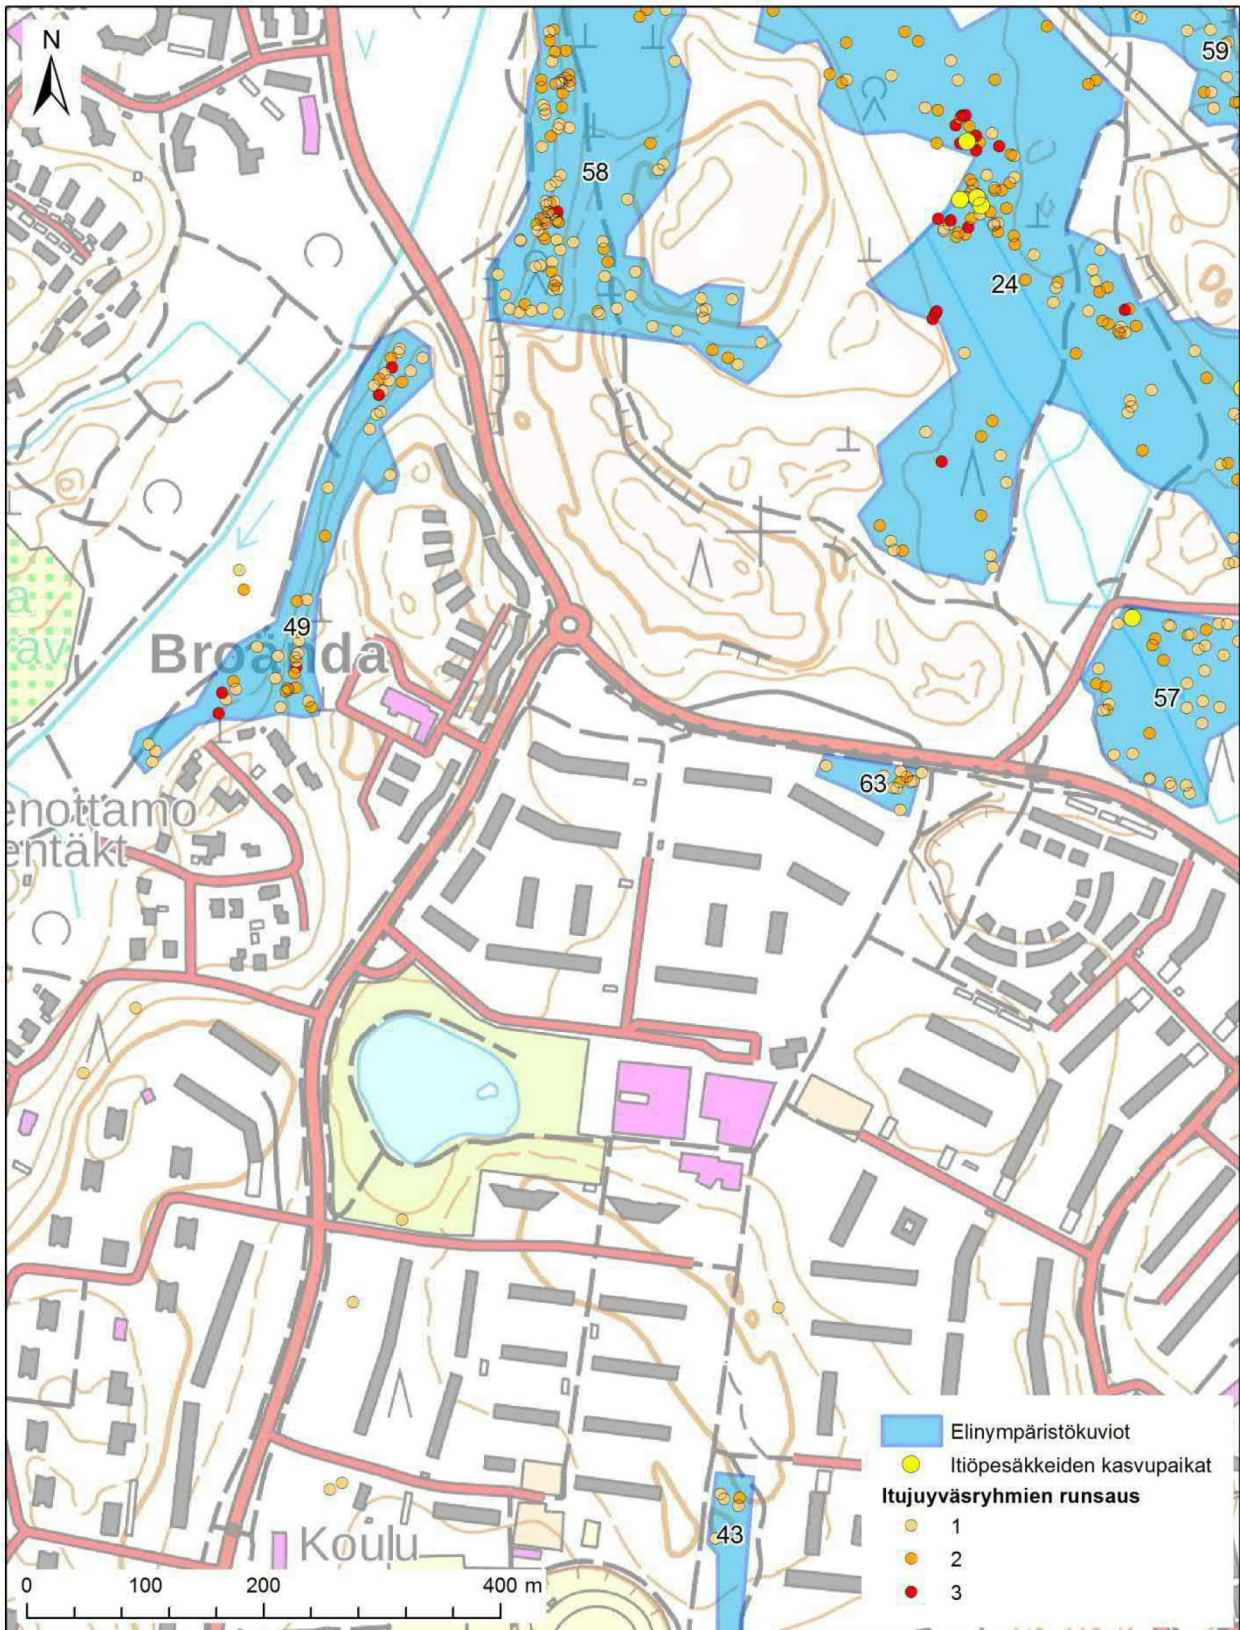 N
59
58
24
49
Broända
57
63
enottamo
entäkt
av
43
Koulu
0 100 200 400 m
Elinympäristökuviot
Itiöpesäkkeiden kasvupaikat
Itujuyväsryhmien runsaus
1
2
3